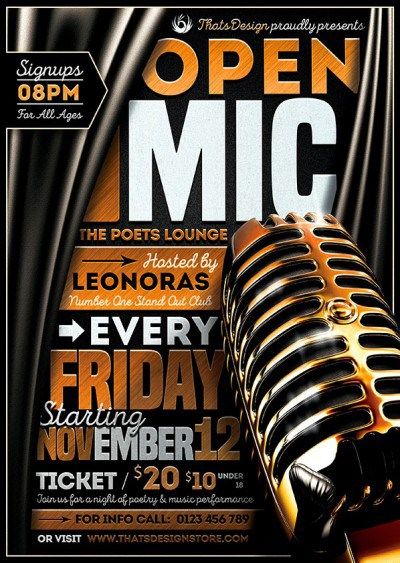 ThatsDesign proudly presents
Signups
08PM
For All Ages
OPEN
MIC
THE POETS LOUNGE
Hosted by
LEONORAS
Number One Stand Out Club
EVERY
FRIDAY
Starting
NOVEMBER 12
TICKET / $20 $10 UNDER 18
Join us for a night of poetry & music performance
FOR INFO CALL: 0123 456 789
OR VISIT WWW.THATSDESIGNSTORE.COM